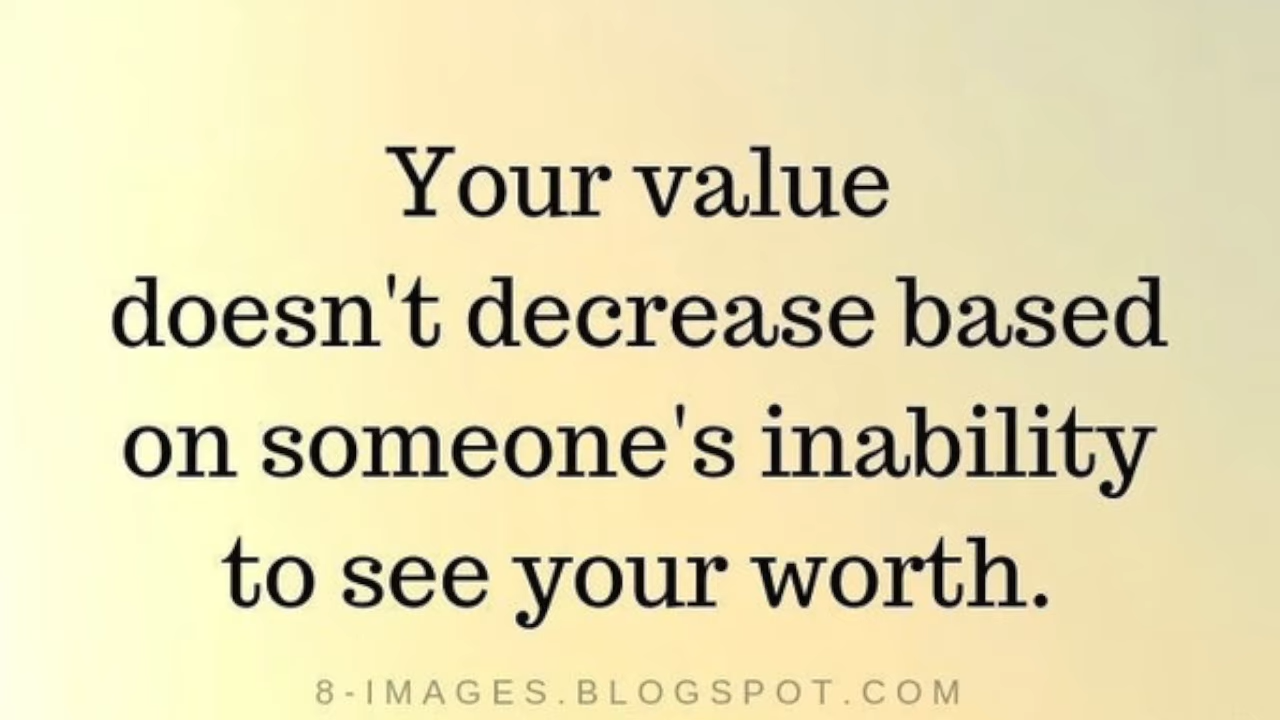 Your value
doesn't decrease based
on someone's inability
to see your worth.
8-IMAGES.BLOGSPOT.COM